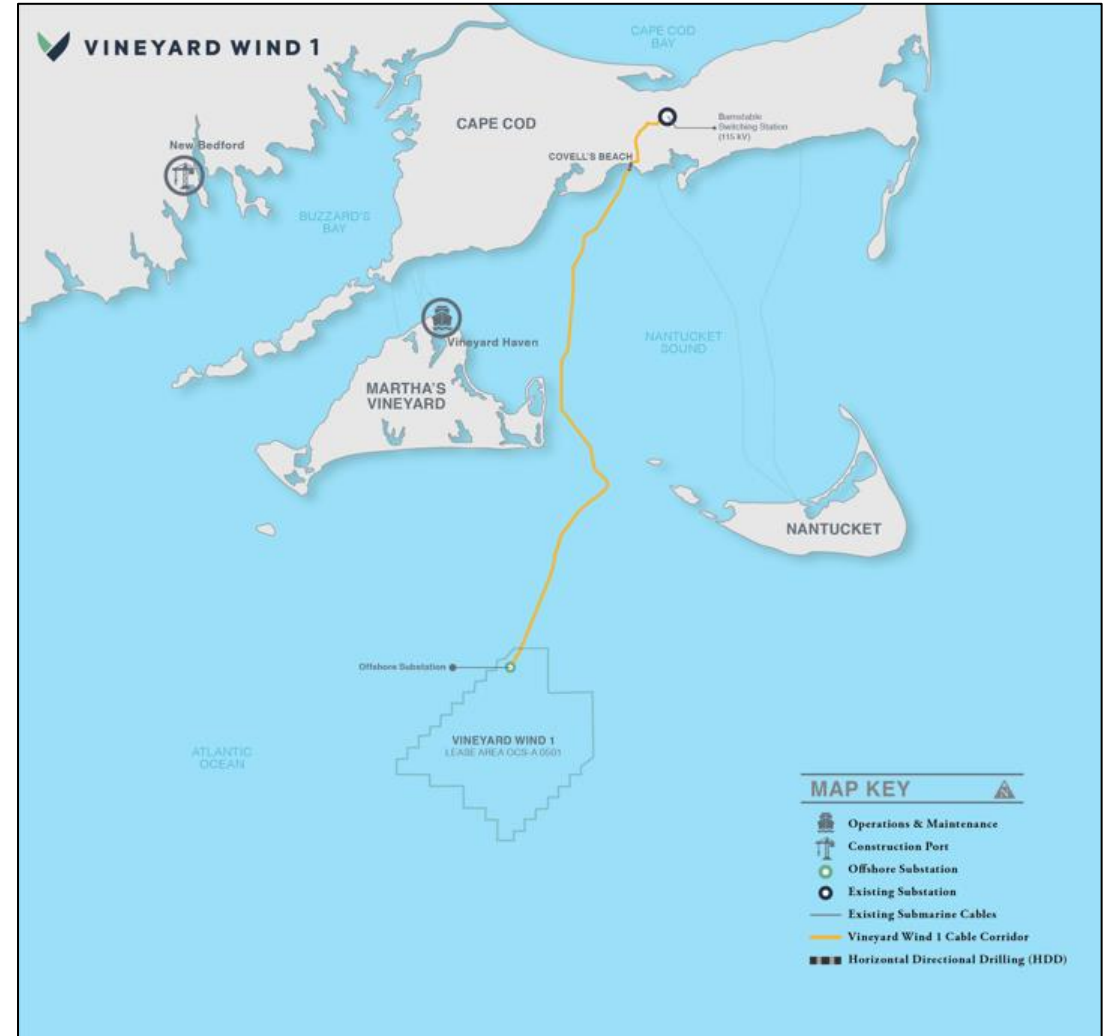 VINEYARD WIND 1
CAPE COD
BAY
CAPE COD
Barnstable
Switching Station
(115 kV)
New Bedford
COVELL'S BEACH
BUZZARD'S
BAY
Vineyard Haven
NANTUCKET
SOUND
MARTHA'S
VINEYARD
NANTUCKET
Offshore Substation
VINEYARD WIND 1
LEASE AREA OCS-A 0501
ATLANTIC
OCEAN
MAP KEY
N
Operations & Maintenance
Construction Port
Offshore Substation
Existing Substation
Existing Submarine Cables
Vineyard Wind 1 Cable Corridor
Horizontal Directional Drilling (HDD)